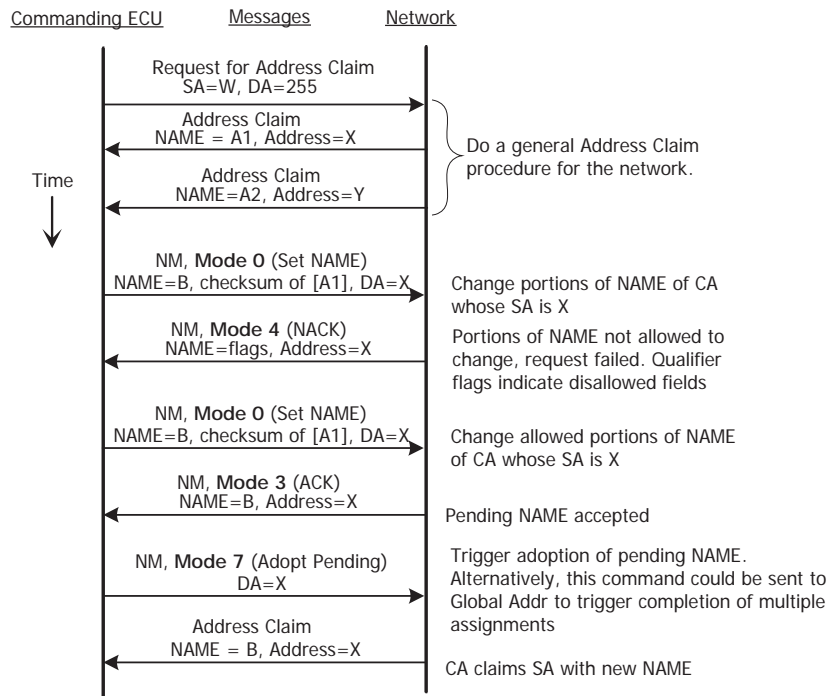 Commanding ECU Messages Network
Request for Address Claim
SA=W, DA=255
Address Claim
NAME = A1, Address=X
Do a general Address Claim
procedure for the network.
Time
Address Claim
NAME=A2, Address=Y
NM, Mode 0 (Set NAME)
NAME=B, checksum of [A1], DA=X
Change portions of NAME of CA
whose SA is X
NM, Mode 4 (NACK)
NAME=flags, Address=X
Portions of NAME not allowed to
change, request failed. Qualifier
flags indicate disallowed fields
NM, Mode 0 (Set NAME)
NAME=B, checksum of [A1], DA=X
Change allowed portions of NAME
of CA whose SA is X
NM, Mode 3 (ACK)
NAME=B, Address=X
Pending NAME accepted
NM, Mode 7 (Adopt Pending)
DA=X
Trigger adoption of pending NAME.
Alternatively, this command could be sent to
Global Addr to trigger completion of multiple
assignments
Address Claim
NAME = B, Address=X
CA claims SA with new NAME